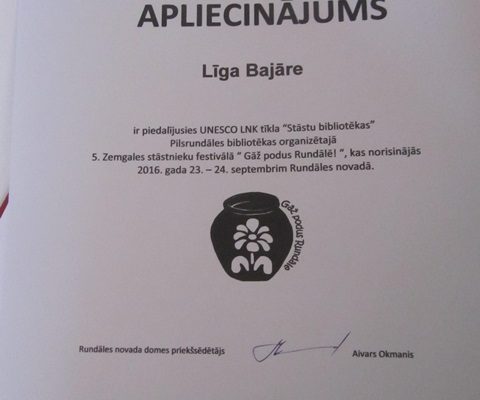 APLIECINĀJUMS
Līga Bajāre
ir piedalījusies UNESCO LNK tīkla "Stāstu bibliotēkas"
Pilsrundāles bibliotēkas organizētajā
5. Zemgales stāstnieku festivālā " Gāž podus Rundālē! ", kas norisinājās
2016. gada 23. – 24. septembrim Rundāles novadā.
Gāž podus Rundāle
Rundāles novada domes priekšsēdētājs
Aivars Okmanis